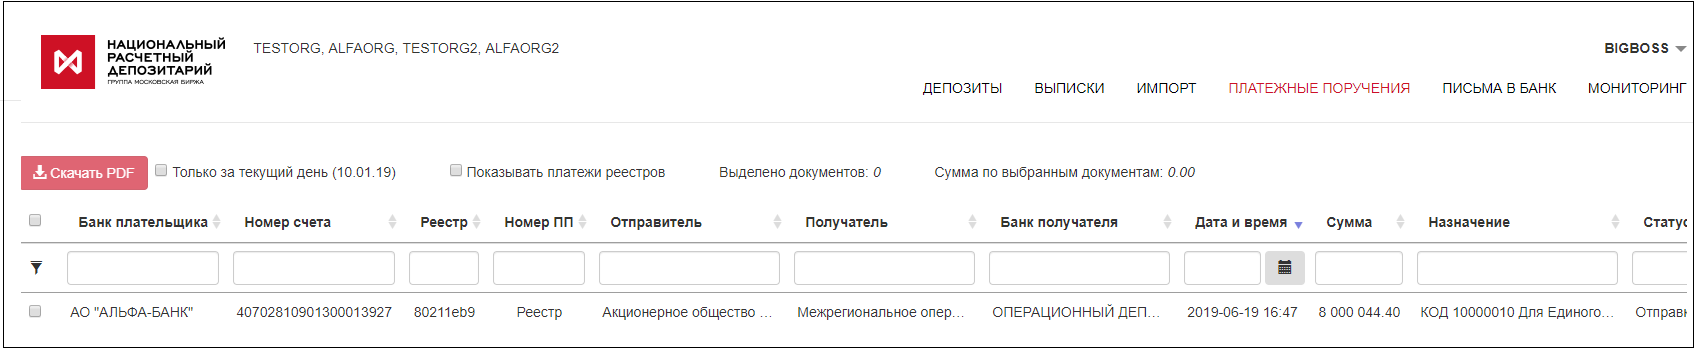 НАЦИОНАЛЬНЫЙ
РАСЧЕТНЫЙ
ДЕПОЗИТАРИЙ
ГРУППА МОСКОВСКАЯ БИРЖА
TESTORG, ALFAORG, TESTORG2, ALFAORG2
BIGBOSS
ДЕПОЗИТЫ ВЫПИСКИ ИМПОРТ ПЛАТЕЖНЫЕ ПОРУЧЕНИЯ ПИСЬМА В БАНК МОНИТОРИНГ
Скачать PDF Только за текущий день (10.01.19) Показывать платежи реестров Выделено документов: 0 Сумма по выбранным документам: 0.00
Банк плательщика Номер счета Реестр Номер ПП Отправитель Получатель Банк получателя Дата и время Сумма Назначение Статус
АО "АЛЬФА-БАНК" 40702810901300013927 80211eb9 Реестр Акционерное общество ... Межрегиональное опер... ОПЕРАЦИОННЫЙ ДЕП... 2019-06-19 16:47 8 000 044.40 КОД 10000010 Для Единого... Отправк